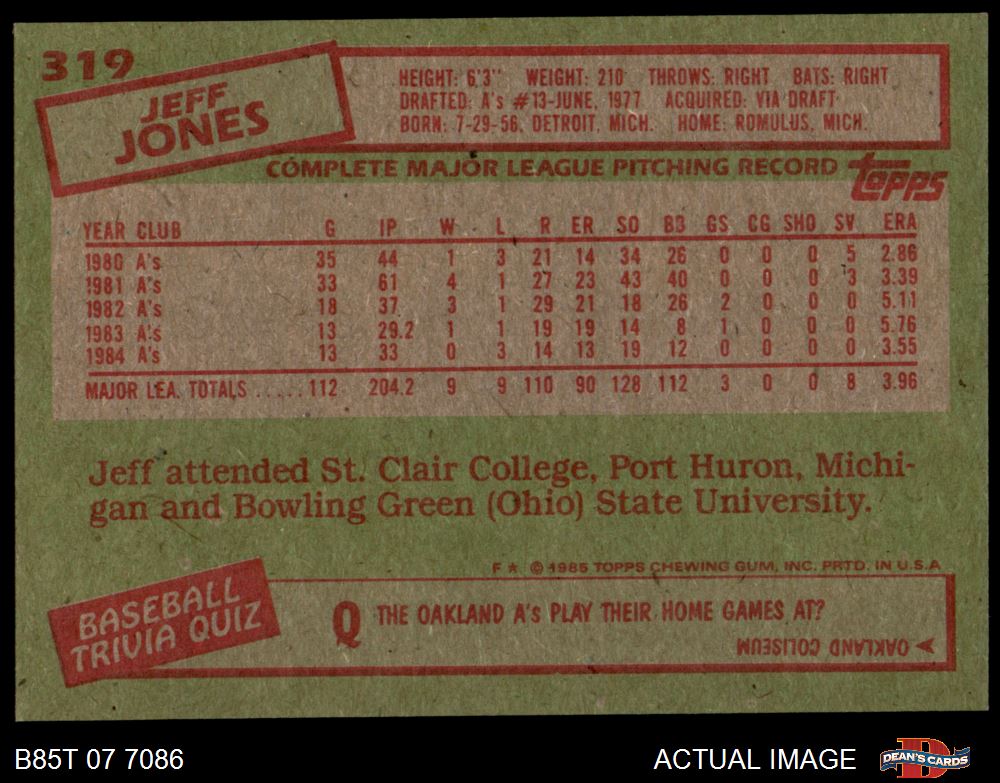 319
JEFF
JONES
HEIGHT: 6'3" WEIGHT: 210 THROWS: RIGHT BATS: RIGHT
DRAFTED: A's #13-JUNE, 1977 ACQUIRED: VIA DRAFT
BORN: 7-29-56, DETROIT, MICH. HOME: ROMULUS, MICH.
COMPLETE MAJOR LEAGUE PITCHING RECORD
topps
YEAR CLUB G IP W L R ER SO BB GS CG SHO SV ERA
1980 A's 35 44 1 3 21 14 34 26 0 0 0 5 2.86
1981 A's 33 61 4 1 27 23 43 40 0 0 0 3 3.39
1982 A's 18 37 3 1 29 21 18 26 2 0 0 0 5.11
1983 A's 13 29.2 1 1 19 19 14 8 1 0 0 0 5.76
1984 A's 13 33 0 3 14 13 19 12 0 0 0 0 3.55
MAJOR LEA. TOTALS .....112 204.2 9 9 110 90 128 112 3 0 0 8 3.96
Jeff attended St. Clair College, Port Huron, Michi-
gan and Bowling Green (Ohio) State University.
F ★ © 1985 TOPPS CHEWING GUM, INC. PRTD. IN U.S.A
BASEBALL
TRIVIA QUIZ
Q THE OAKLAND A's PLAY THEIR HOME GAMES AT?
OAKLAND COLISEUM
B85T 07 7086
ACTUAL IMAGE
D
DEAN'S CARDS